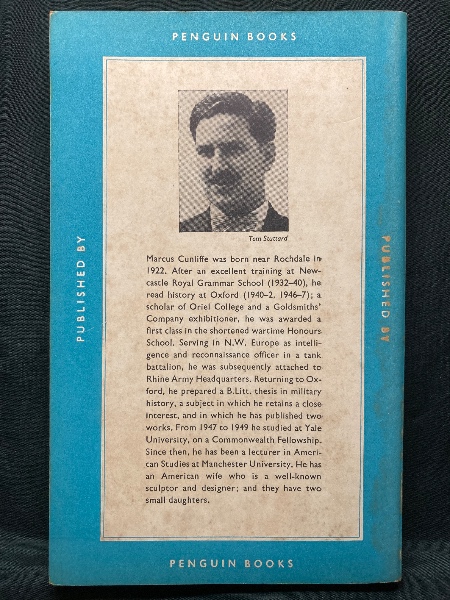 PENGUIN BOOKS
PUBLISHED BY
Tom Stuttard
Marcus Cunliffe was born near Rochdale in
1922. After an excellent training at New-
castle Royal Grammar School (1932–40), he
read history at Oxford (1940–2, 1946–7); a
scholar of Oriel College and a Goldsmiths'
Company exhibitioner, he was awarded a
first class in the shortened wartime Honours
School. Serving in N.W. Europe as intelli-
gence and reconnaissance officer in a tank
battalion, he was subsequently attached to
Rhine Army Headquarters. Returning to Ox-
ford, he prepared a B.Litt. thesis in military
history, a subject in which he retains a close
interest, and in which he has published two
works. From 1947 to 1949 he studied at Yale
University, on a Commonwealth Fellowship.
Since then, he has been a lecturer in Ameri-
can Studies at Manchester University. He has
an American wife who is a well-known
sculptor and designer; and they have two
small daughters.
PUBLISHED BY
PENGUIN BOOKS